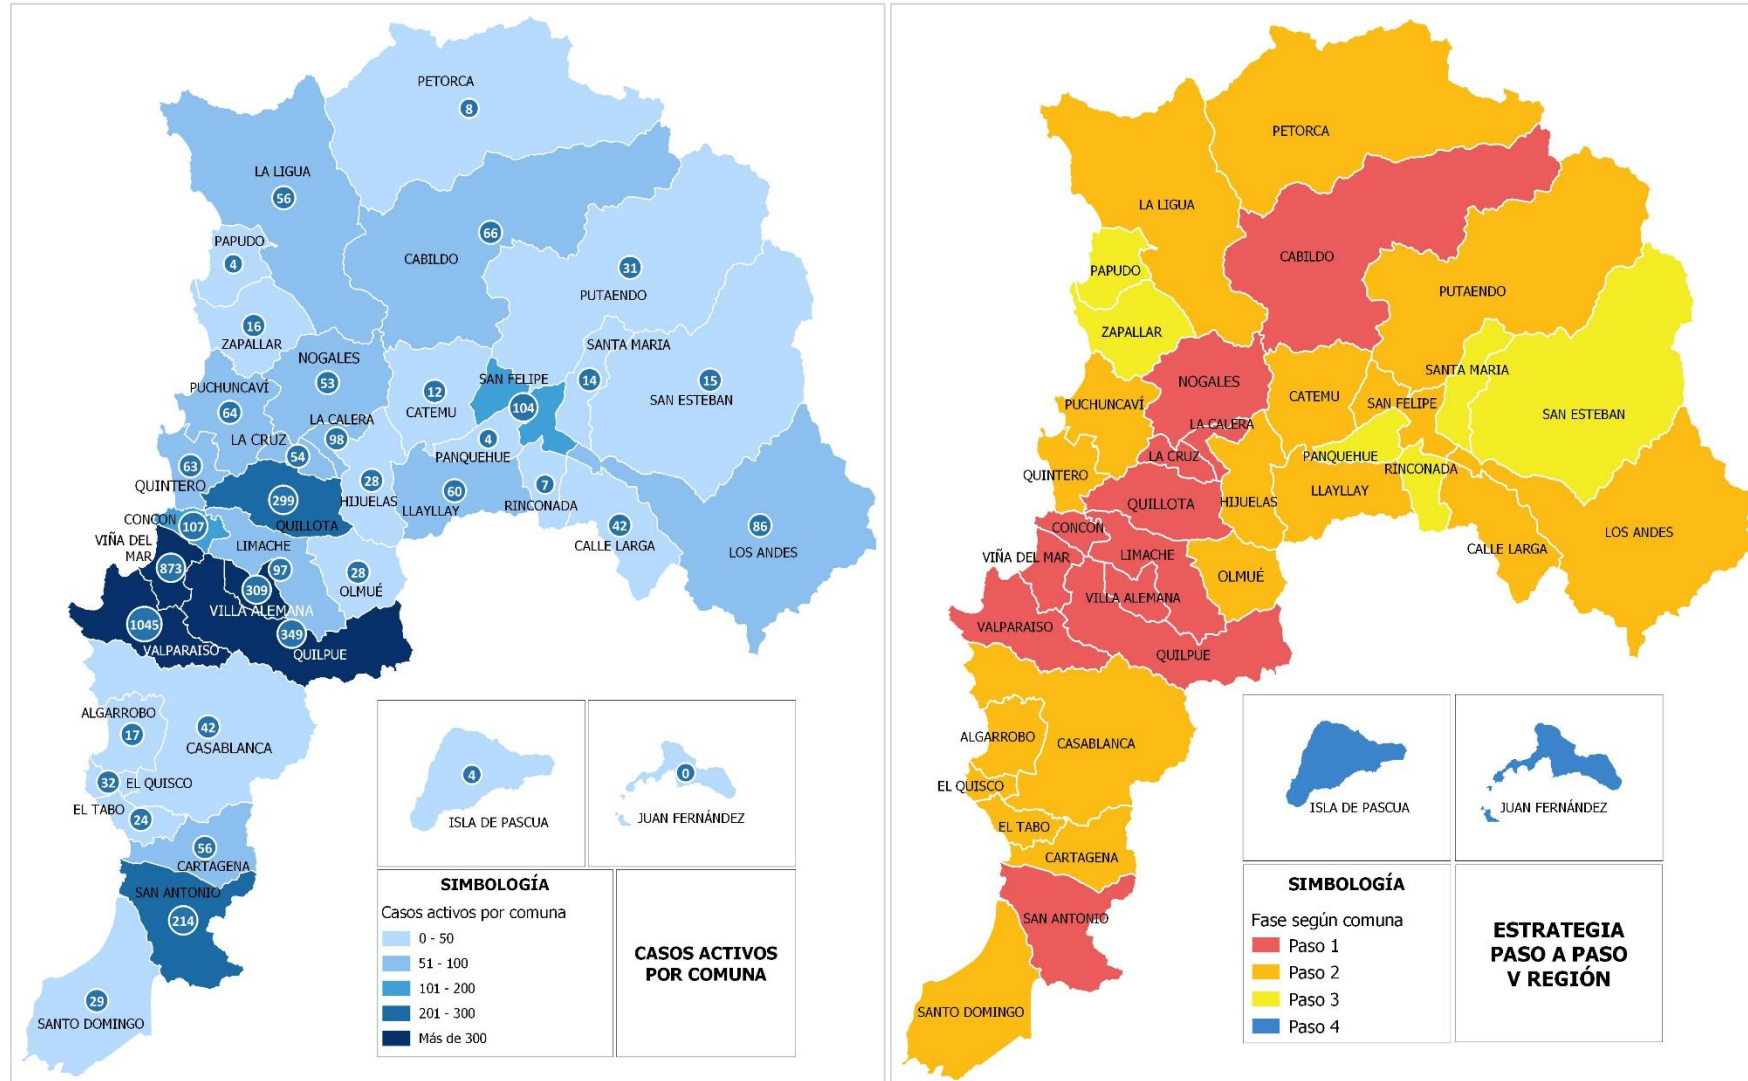 PETORCA
8
LA LIGUA
56
66
CABILDO
PAPUDO
4
31
PUTAENDO
16
ZAPALLAR
SANTA MARIA
NOGALES
53
SAN FELIPE
14
15
SAN ESTEBAN
PUCHUNCAVÍ
64
12
CATEMU
104
LA CALERA
98
LA CRUZ
54
4
PANQUEHUE
63
QUINTERO
28
HIJUELAS
60
LLAYLLAY
7
RINCONADA
299
QUILLOTA
CONCÓN
107
42
CALLE LARGA
86
LOS ANDES
VIÑA DEL
MAR
873
LIMACHE
97
28
OLMUÉ
309
VILLA ALEMANA
1045
VALPARAISO
349
QUILPUE
ALGARROBO
17
42
CASABLANCA
32
EL QUISCO
EL TABO
24
56
CARTAGENA
SAN ANTONIO
214
29
SANTO DOMINGO
4
ISLA DE PASCUA
0
JUAN FERNÁNDEZ
SIMBOLOGÍA
Casos activos por comuna
0 - 50
51 - 100
101 - 200
201 - 300
Más de 300
CASOS ACTIVOS
POR COMUNA
PETORCA
LA LIGUA
CABILDO
PAPUDO
PUTAENDO
ZAPALLAR
SANTA MARIA
NOGALES
CATEMU
SAN FELIPE
SAN ESTEBAN
PUCHUNCAVÍ
LA CALERA
LA CRUZ
PANQUEHUE
RINCONADA
QUINTERO
LLAYLLAY
HIJUELAS
QUILLOTA
CONCÓN
LOS ANDES
VIÑA DEL MAR
LIMACHE
CALLE LARGA
OLMUÉ
VILLA ALEMANA
VALPARAISO
QUILPUE
ALGARROBO
CASABLANCA
EL QUISCO
EL TABO
CARTAGENA
SAN ANTONIO
SANTO DOMINGO
ISLA DE PASCUA
JUAN FERNÁNDEZ
SIMBOLOGÍA
Fase según comuna
Paso 1
Paso 2
Paso 3
Paso 4
ESTRATEGIA
PASO A PASO
V REGIÓN